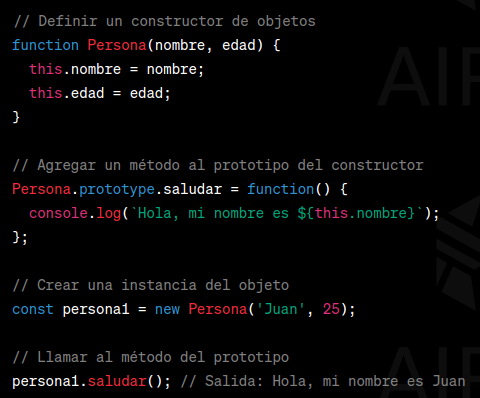 // Definir un constructor de objetos
function Persona(nombre, edad) {
  this.nombre = nombre;
  this.edad = edad;
}

// Agregar un método al prototipo del constructor
Persona.prototype.saludar = function() {
  console.log(`Hola, mi nombre es ${this.nombre}`);
};

// Crear una instancia del objeto
const persona1 = new Persona('Juan', 25);

// Llamar al método del prototipo
persona1.saludar(); // Salida: Hola, mi nombre es Juan